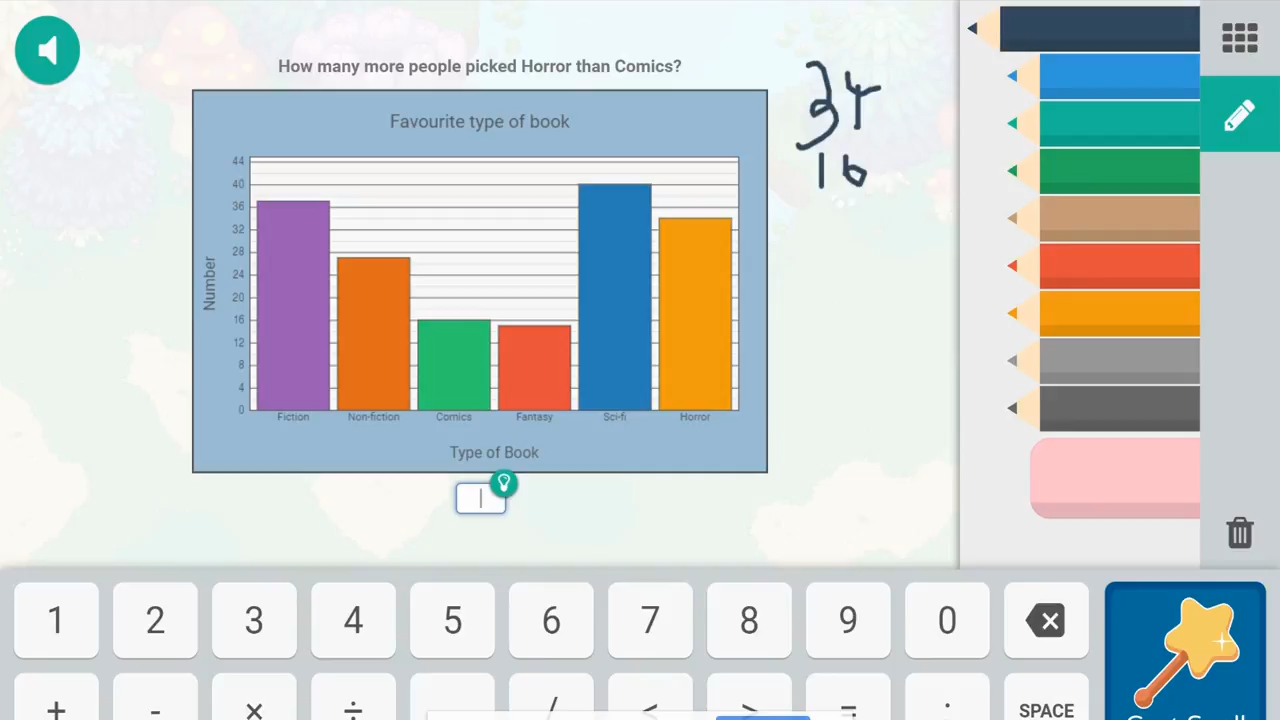 How many more people picked Horror than Comics?
34
16
Favourite type of book
44
40
36
32
28
24
20
16
12
8
4
0
Number
Fiction Non-fiction Comics Fantasy Sci-fi Horror
Type of Book
1 2 3 4 5 6 7 8 9 0
+ - × ÷ / < > = : SPACE